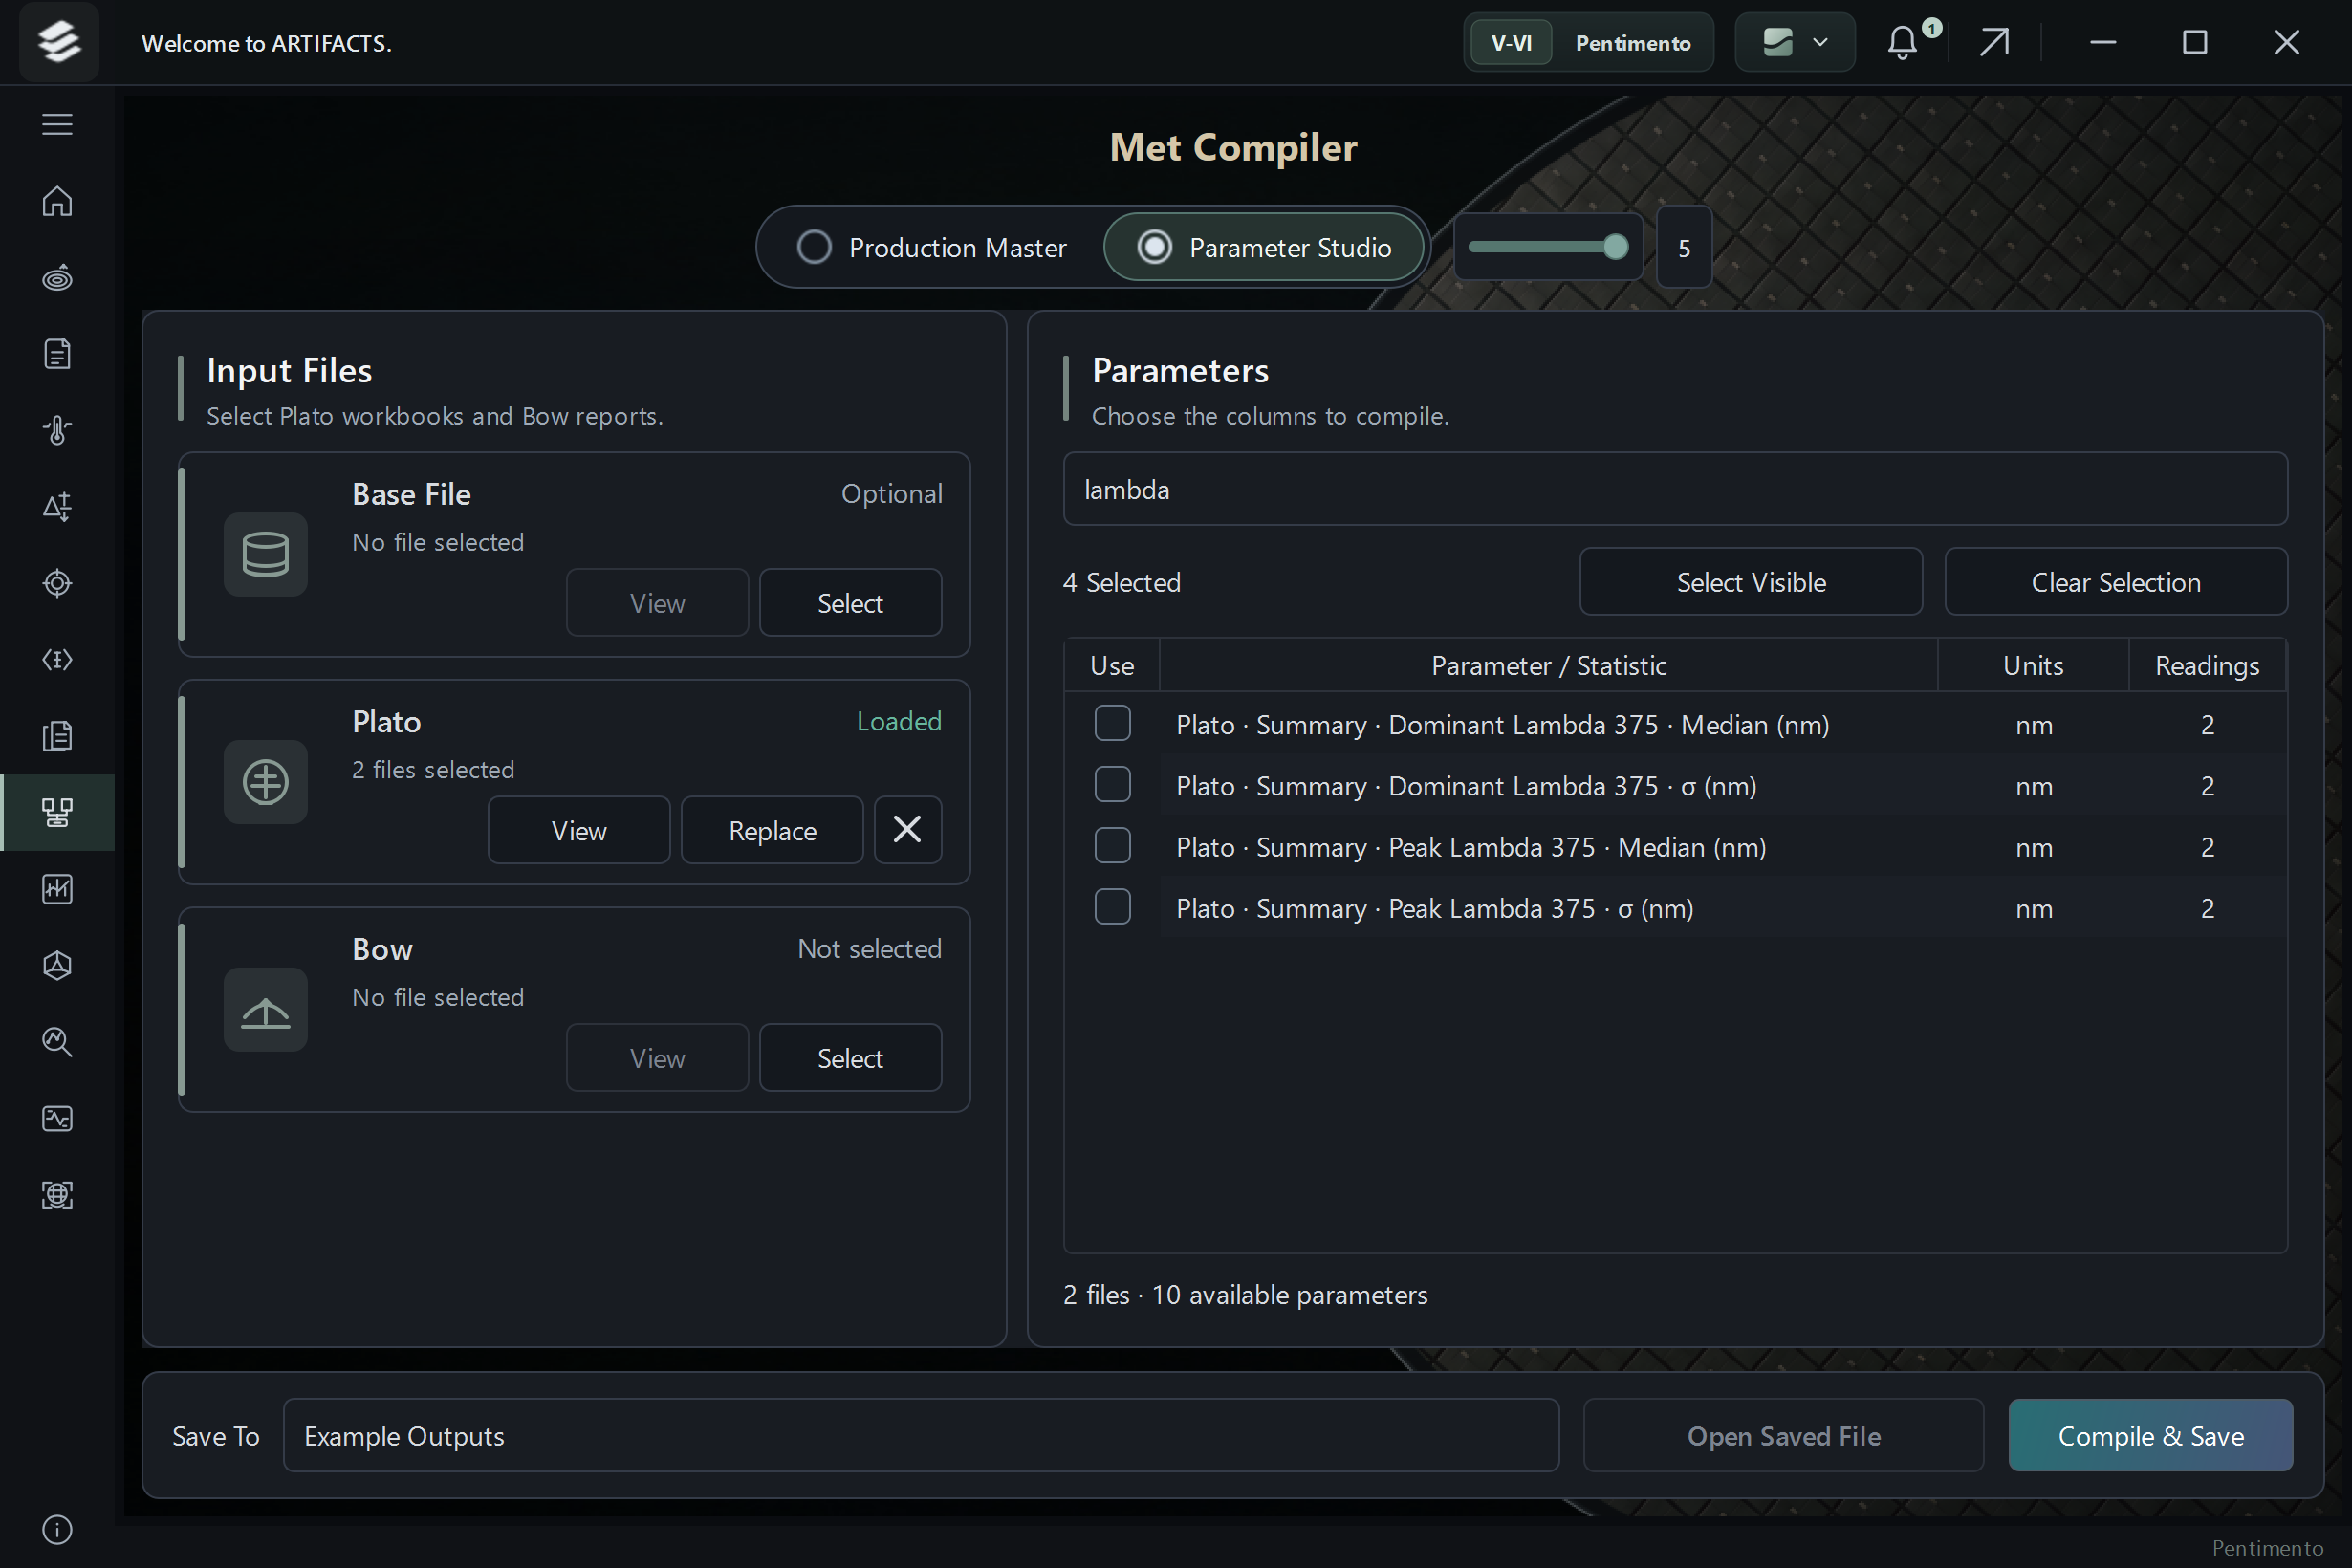 Welcome to ARTIFACTS.
V-VI Pentimento
1
Met Compiler
Production Master
Parameter Studio
5
Input Files
Select Plato workbooks and Bow reports.
Base File
Optional
No file selected
View
Select
Plato
Loaded
2 files selected
View
Replace
Bow
Not selected
No file selected
View
Select
Parameters
Choose the columns to compile.
lambda
4 Selected
Select Visible
Clear Selection
Use Parameter / Statistic Units Readings
Plato · Summary · Dominant Lambda 375 · Median (nm) nm 2
Plato · Summary · Dominant Lambda 375 · σ (nm) nm 2
Plato · Summary · Peak Lambda 375 · Median (nm) nm 2
Plato · Summary · Peak Lambda 375 · σ (nm) nm 2
2 files · 10 available parameters
Save To
Example Outputs
Open Saved File
Compile & Save
Pentimento